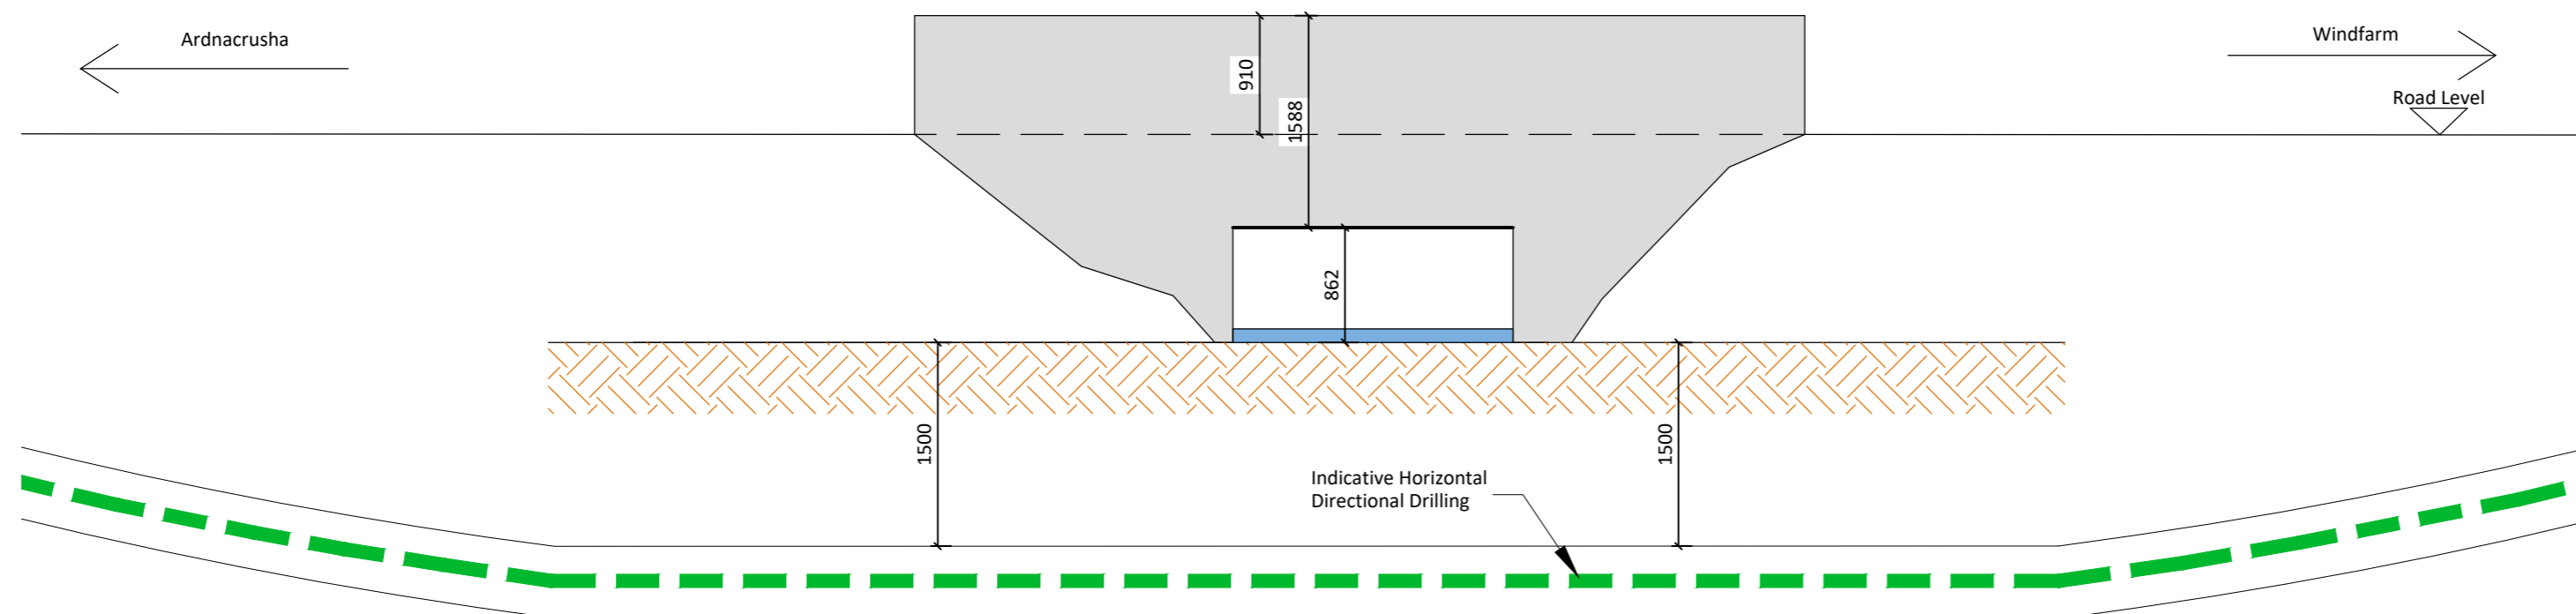 Ardnacrusha
Windfarm
Road Level
910
1588
862
1500
1500
Indicative Horizontal
Directional Drilling